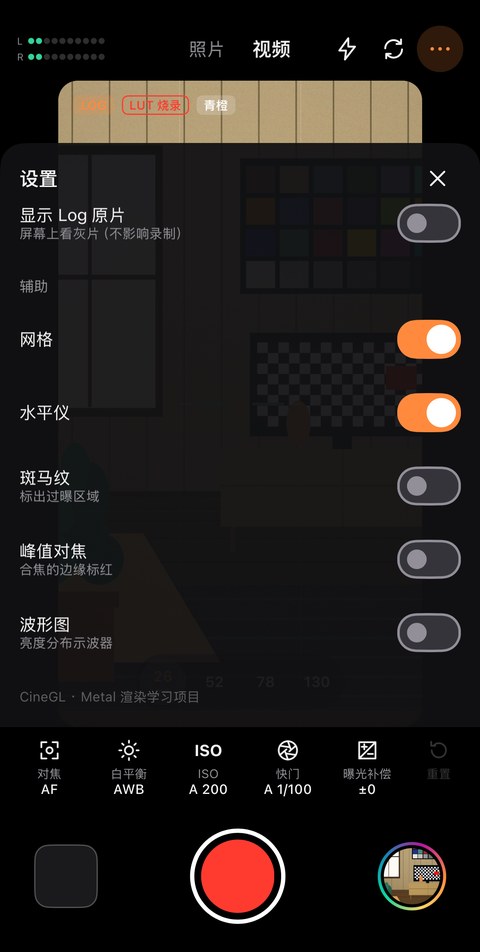 L
R
照片 视频
LOG LUT 烧录 青橙
设置
显示 Log 原片
屏幕上看灰片 (不影响录制)
辅助
网格
水平仪
斑马纹
标出过曝区域
峰值对焦
合焦的边缘标红
波形图
亮度分布示波器
26 52 78 130
CineGL · Metal 渲染学习项目
ISO
对焦 白平衡 ISO 快门 曝光补偿 重置
AF AWB A 200 A 1/100 ±0